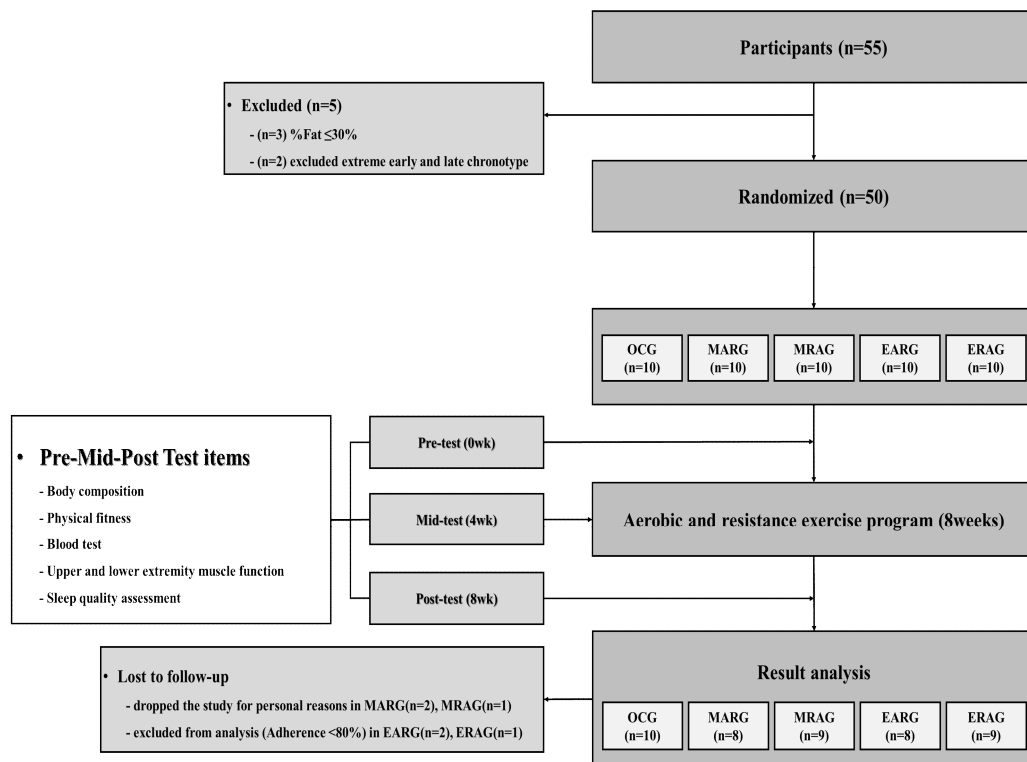 Participants (n=55)
• Excluded (n=5)
- (n=3) %Fat ≤30%
- (n=2) excluded extreme early and late chronotype
Randomized (n=50)
OCG
(n=10)
MARG
(n=10)
MRAG
(n=10)
EARG
(n=10)
ERAG
(n=10)
• Pre-Mid-Post Test items
- Body composition
- Physical fitness
- Blood test
- Upper and lower extremity muscle function
- Sleep quality assessment
Pre-test (0wk)
Mid-test (4wk)
Post-test (8wk)
Aerobic and resistance exercise program (8weeks)
• Lost to follow-up
- dropped the study for personal reasons in MARG(n=2), MRAG(n=1)
- excluded from analysis (Adherence <80%) in EARG(n=2), ERAG(n=1)
Result analysis
OCG
(n=10)
MARG
(n=8)
MRAG
(n=9)
EARG
(n=8)
ERAG
(n=9)